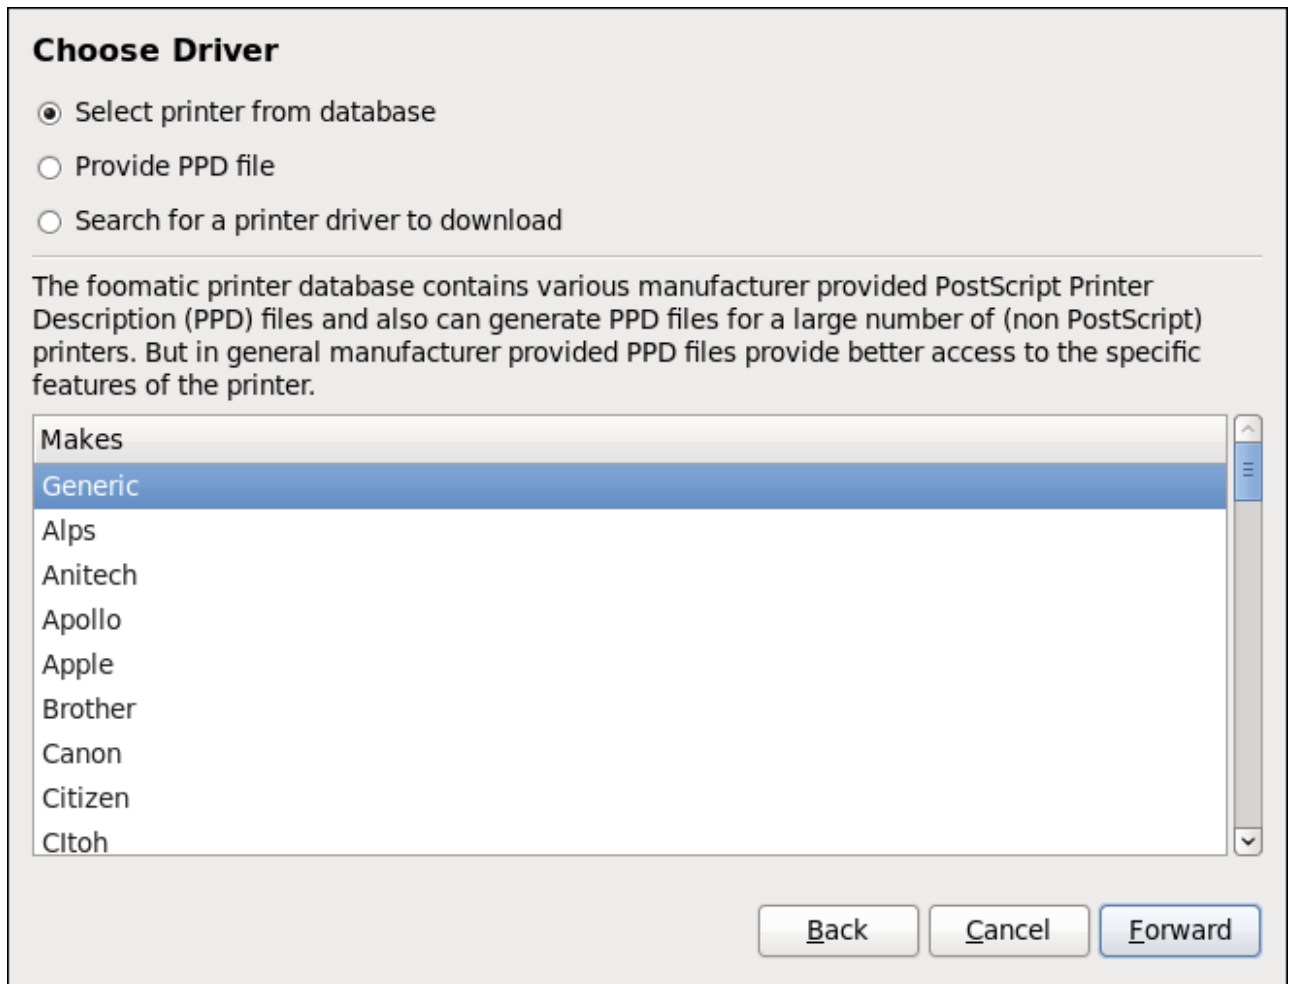 Choose Driver
Select printer from database
Provide PPD file
Search for a printer driver to download
The foomatic printer database contains various manufacturer provided PostScript Printer
Description (PPD) files and also can generate PPD files for a large number of (non PostScript)
printers. But in general manufacturer provided PPD files provide better access to the specific
features of the printer.
Makes
Generic
Alps
Anitech
Apollo
Apple
Brother
Canon
Citizen
CItoh
Back Cancel Forward